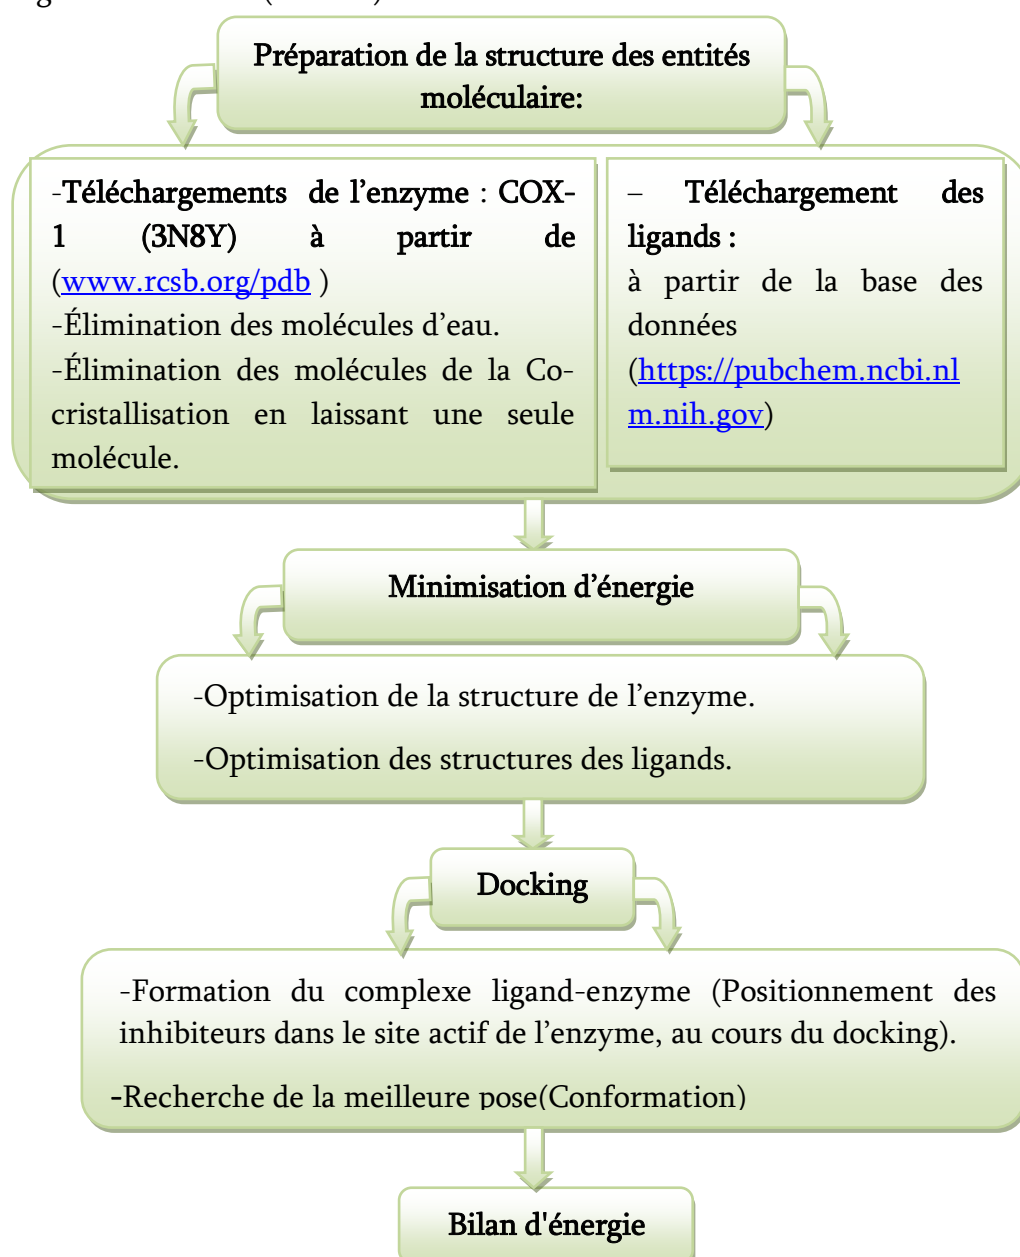 Préparation de la structure des entités
moléculaire:
-Téléchargements de l’enzyme : COX-
1 (3N8Y) à partir de
(www.rcsb.org/pdb )
-Élimination des molécules d’eau.
-Élimination des molécules de la Co-
cristallisation en laissant une seule
molécule.
– Téléchargement des
ligands :
à partir de la base des
données
(https://pubchem.ncbi.nl
m.nih.gov)
Minimisation d’énergie
-Optimisation de la structure de l’enzyme.
-Optimisation des structures des ligands.
Docking
-Formation du complexe ligand-enzyme (Positionnement des
inhibiteurs dans le site actif de l’enzyme, au cours du docking).
-Recherche de la meilleure pose(Conformation)
Bilan d'énergie